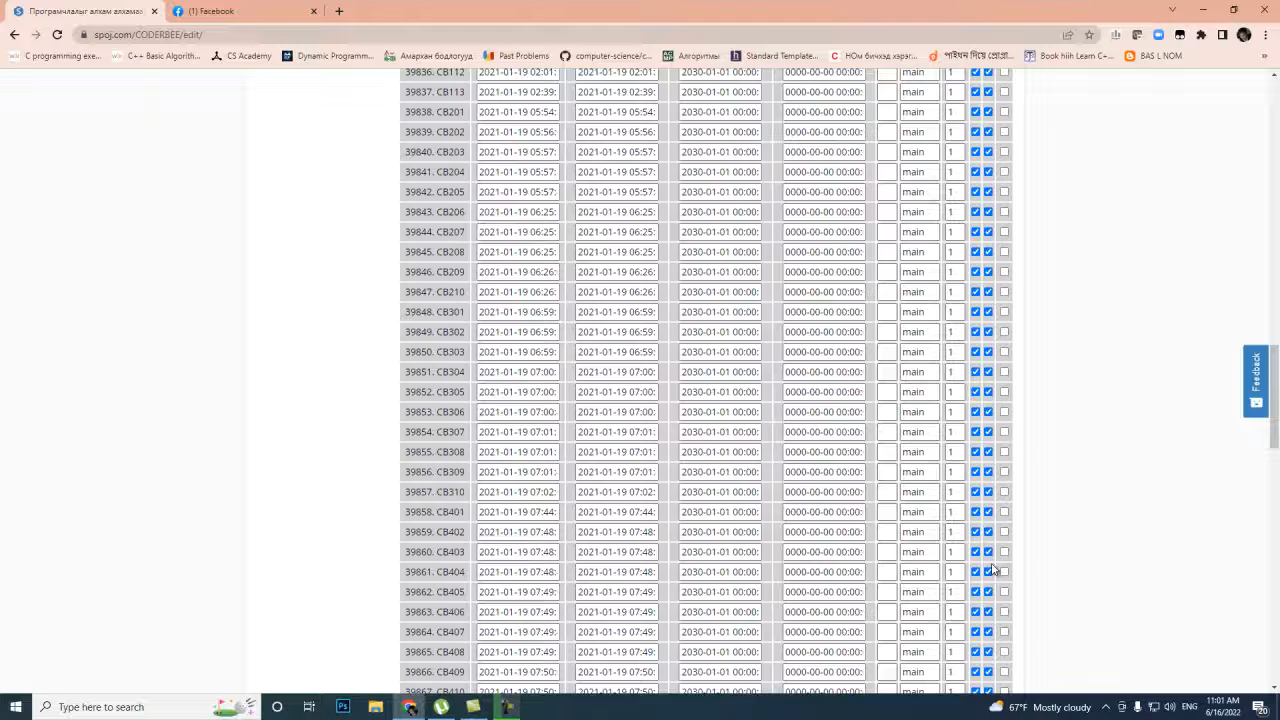 Програмчлалыг алхам алхама
(1) Facebook
spoj.com/CODERBEE/edit/
C programing exe...
C++ Basic Algorith...
CS Academy
Dynamic Programm...
Амархан бодлогууд
Past Problems
computer-science/c...
Алгоритмы
Standard Template...
НОм бичнэд хэрэг...
Book hiih Learn C+...
BAS L NOM
39836. CB112 2021-01-19 02:01: 2021-01-19 02:01: 2030-01-01 00:00: 0000-00-00 00:00: main 1
39837. CB113 2021-01-19 02:39: 2021-01-19 02:39: 2030-01-01 00:00: 0000-00-00 00:00: main 1
39838. CB201 2021-01-19 05:54: 2021-01-19 05:54: 2030-01-01 00:00: 0000-00-00 00:00: main 1
39839. CB202 2021-01-19 05:56: 2021-01-19 05:56: 2030-01-01 00:00: 0000-00-00 00:00: main 1
39840. CB203 2021-01-19 05:57: 2021-01-19 05:57: 2030-01-01 00:00: 0000-00-00 00:00: main 1
39841. CB204 2021-01-19 05:57: 2021-01-19 05:57: 2030-01-01 00:00: 0000-00-00 00:00: main 1
39842. CB205 2021-01-19 05:57: 2021-01-19 05:57: 2030-01-01 00:00: 0000-00-00 00:00: main 1
39843. CB206 2021-01-19 06:25: 2021-01-19 06:25: 2030-01-01 00:00: 0000-00-00 00:00: main 1
39844. CB207 2021-01-19 06:25: 2021-01-19 06:25: 2030-01-01 00:00: 0000-00-00 00:00: main 1
39845. CB208 2021-01-19 06:25: 2021-01-19 06:25: 2030-01-01 00:00: 0000-00-00 00:00: main 1
39846. CB209 2021-01-19 06:26: 2021-01-19 06:26: 2030-01-01 00:00: 0000-00-00 00:00: main 1
39847. CB210 2021-01-19 06:26: 2021-01-19 06:26: 2030-01-01 00:00: 0000-00-00 00:00: main 1
39848. CB301 2021-01-19 06:59: 2021-01-19 06:59: 2030-01-01 00:00: 0000-00-00 00:00: main 1
39849. CB302 2021-01-19 06:59: 2021-01-19 06:59: 2030-01-01 00:00: 0000-00-00 00:00: main 1
39850. CB303 2021-01-19 06:59: 2021-01-19 06:59: 2030-01-01 00:00: 0000-00-00 00:00: main 1
39851. CB304 2021-01-19 07:00: 2021-01-19 07:00: 2030-01-01 00:00: 0000-00-00 00:00: main 1
39852. CB305 2021-01-19 07:00: 2021-01-19 07:00: 2030-01-01 00:00: 0000-00-00 00:00: main 1
39853. CB306 2021-01-19 07:00: 2021-01-19 07:00: 2030-01-01 00:00: 0000-00-00 00:00: main 1
39854. CB307 2021-01-19 07:01: 2021-01-19 07:01: 2030-01-01 00:00: 0000-00-00 00:00: main 1
39855. CB308 2021-01-19 07:01: 2021-01-19 07:01: 2030-01-01 00:00: 0000-00-00 00:00: main 1
39856. CB309 2021-01-19 07:01: 2021-01-19 07:01: 2030-01-01 00:00: 0000-00-00 00:00: main 1
39857. CB310 2021-01-19 07:02: 2021-01-19 07:02: 2030-01-01 00:00: 0000-00-00 00:00: main 1
39858. CB401 2021-01-19 07:44: 2021-01-19 07:44: 2030-01-01 00:00: 0000-00-00 00:00: main 1
39859. CB402 2021-01-19 07:48: 2021-01-19 07:48: 2030-01-01 00:00: 0000-00-00 00:00: main 1
39860. CB403 2021-01-19 07:48: 2021-01-19 07:48: 2030-01-01 00:00: 0000-00-00 00:00: main 1
39861. CB404 2021-01-19 07:48: 2021-01-19 07:48: 2030-01-01 00:00: 0000-00-00 00:00: main 1
39862. CB405 2021-01-19 07:49: 2021-01-19 07:49: 2030-01-01 00:00: 0000-00-00 00:00: main 1
39863. CB406 2021-01-19 07:49: 2021-01-19 07:49: 2030-01-01 00:00: 0000-00-00 00:00: main 1
39864. CB407 2021-01-19 07:49: 2021-01-19 07:49: 2030-01-01 00:00: 0000-00-00 00:00: main 1
39865. CB408 2021-01-19 07:49: 2021-01-19 07:49: 2030-01-01 00:00: 0000-00-00 00:00: main 1
39866. CB409 2021-01-19 07:50: 2021-01-19 07:50: 2030-01-01 00:00: 0000-00-00 00:00: main 1
39867. CB410 2021-01-19 07:50: 2021-01-19 07:50: 2030-01-01 00:00: 0000-00-00 00:00: main 1
Feedback
Type here to search
67°F Mostly cloudy
ENG
11:01 AM
6/16/2022
20